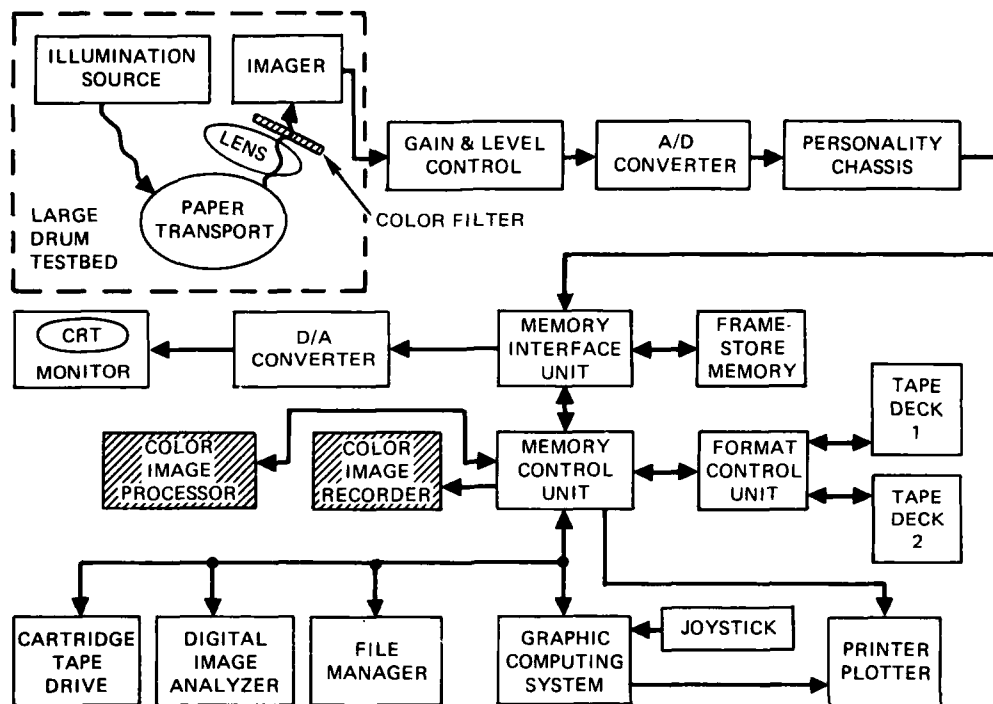 ILLUMINATION
SOURCE
IMAGER
LENS
PAPER
TRANSPORT
LARGE
DRUM
TESTBED
COLOR FILTER
GAIN & LEVEL
CONTROL
A/D
CONVERTER
PERSONALITY
CHASSIS
CRT
MONITOR
D/A
CONVERTER
MEMORY
INTERFACE
UNIT
FRAME-
STORE
MEMORY
TAPE
DECK
1
COLOR
IMAGE
PROCESSOR
COLOR
IMAGE
RECORDER
MEMORY
CONTROL
UNIT
FORMAT
CONTROL
UNIT
TAPE
DECK
2
CARTRIDGE
TAPE
DRIVE
DIGITAL
IMAGE
ANALYZER
FILE
MANAGER
GRAPHIC
COMPUTING
SYSTEM
JOYSTICK
PRINTER
PLOTTER